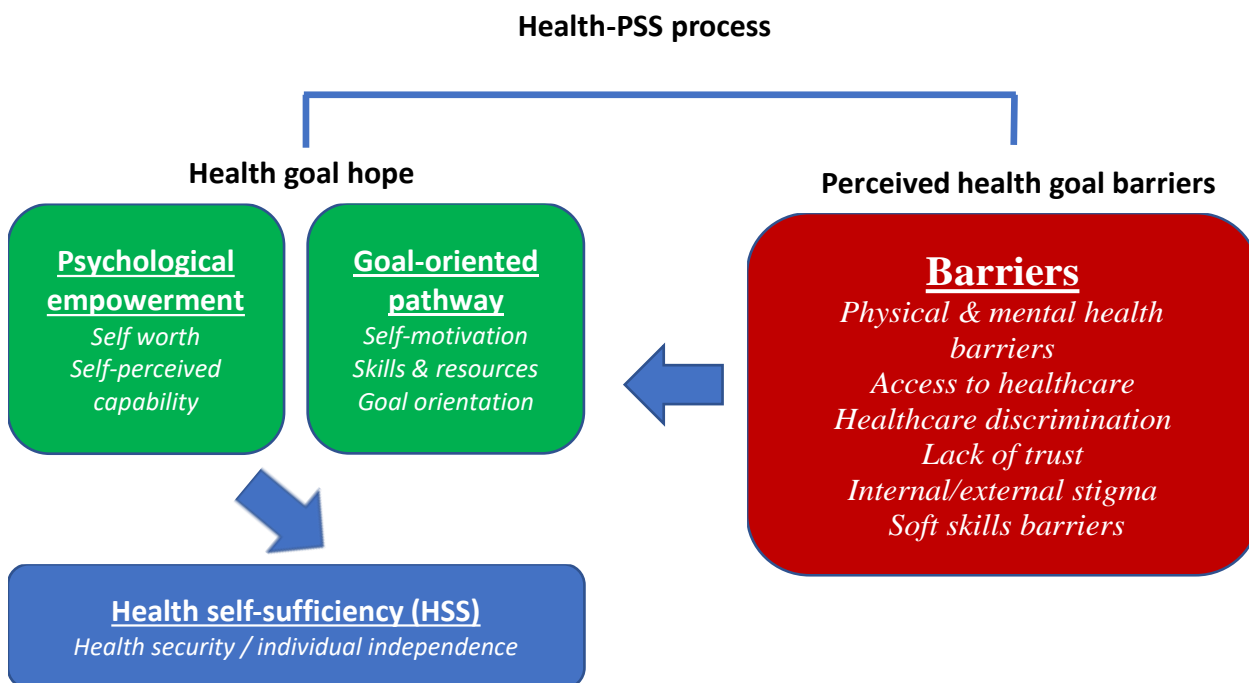 Health-PSS process
Health goal hope
Psychological
empowerment
Self worth
Self-perceived
capability
Goal-oriented
pathway
Self-motivation
Skills & resources
Goal orientation
Perceived health goal barriers
Barriers
Physical & mental health
barriers
Access to healthcare
Healthcare discrimination
Lack of trust
Internal/external stigma
Soft skills barriers
Health self-sufficiency (HSS)
Health security / individual independence